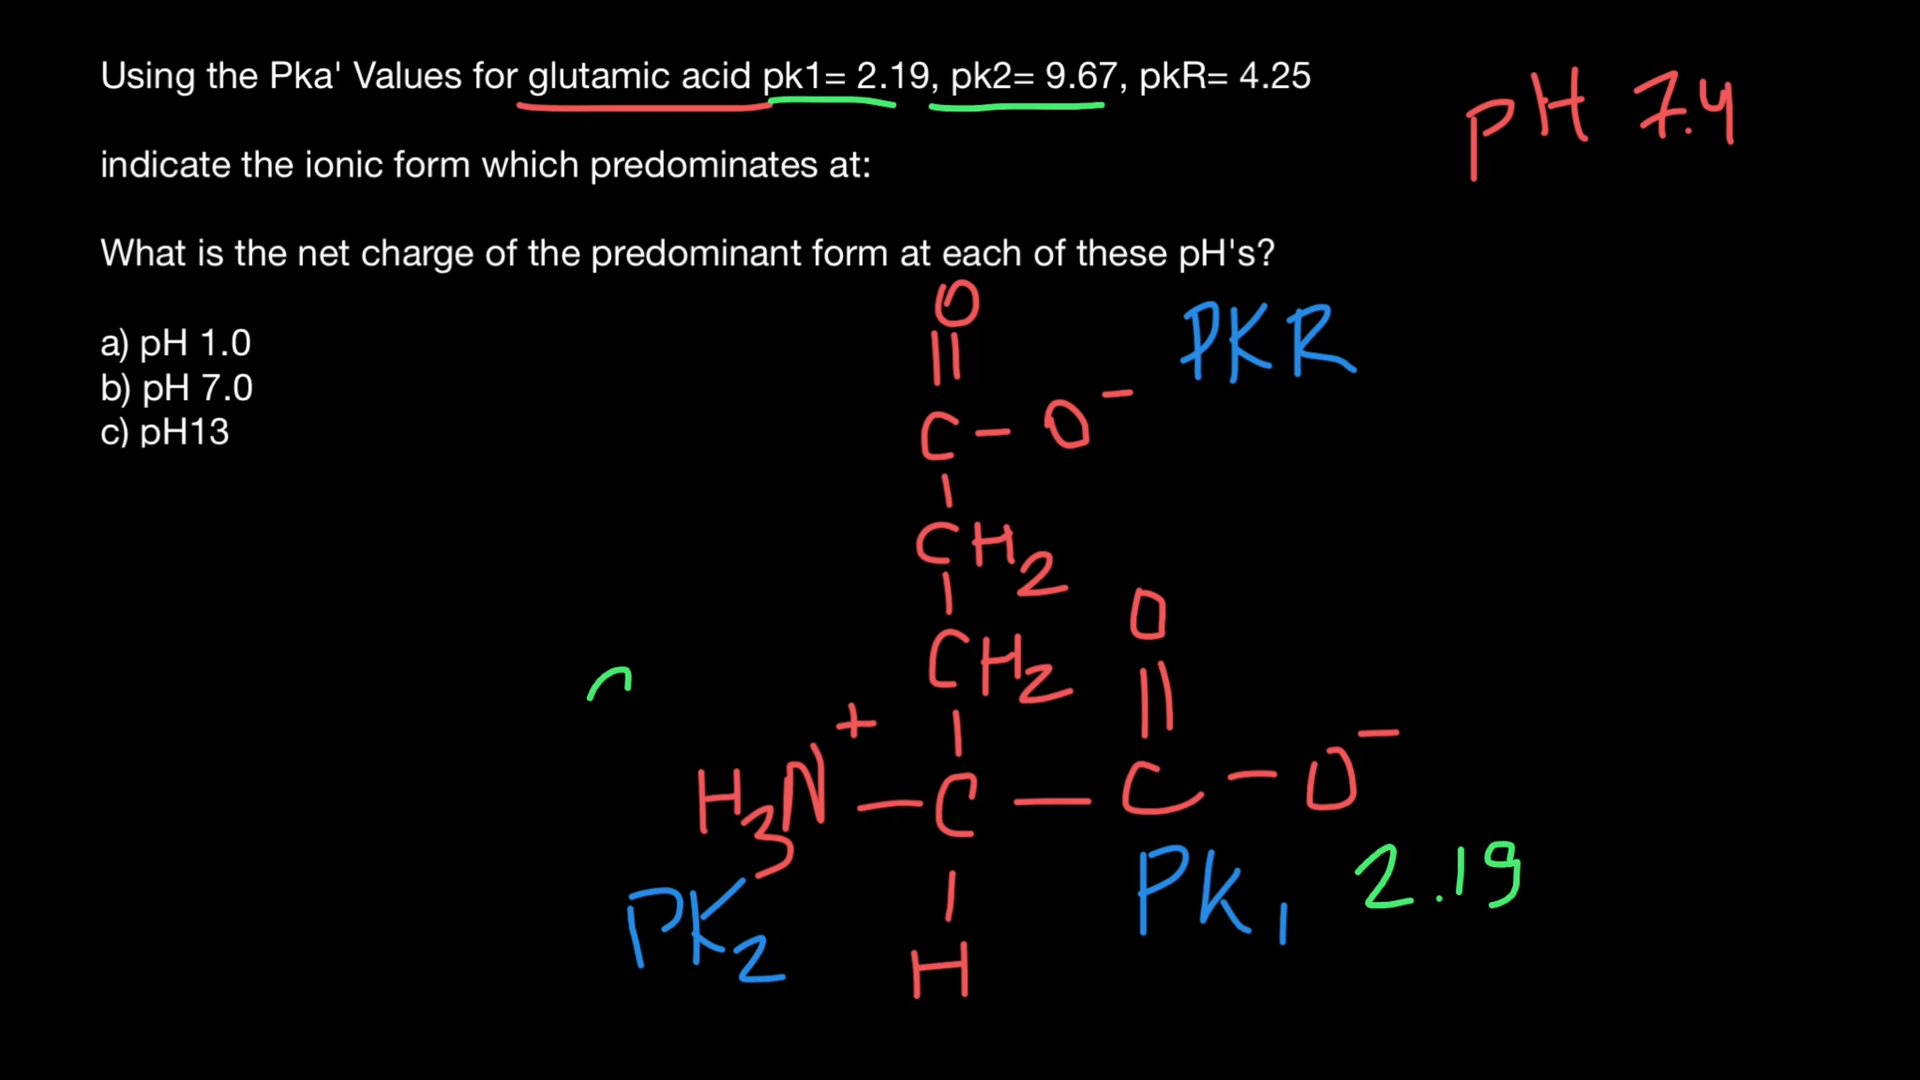 Using the Pka' Values for glutamic acid pk1= 2.19, pk2= 9.67, pkR= 4.25
pH 7.4
indicate the ionic form which predominates at:
What is the net charge of the predominant form at each of these pH's?
a) pH 1.0
b) pH 7.0
c) pH13
O
PKR
C - O⁻
CH₂
O
CH₂
H₃N⁺ - C - C - O⁻
PK₂
PK₁ 2.19
H